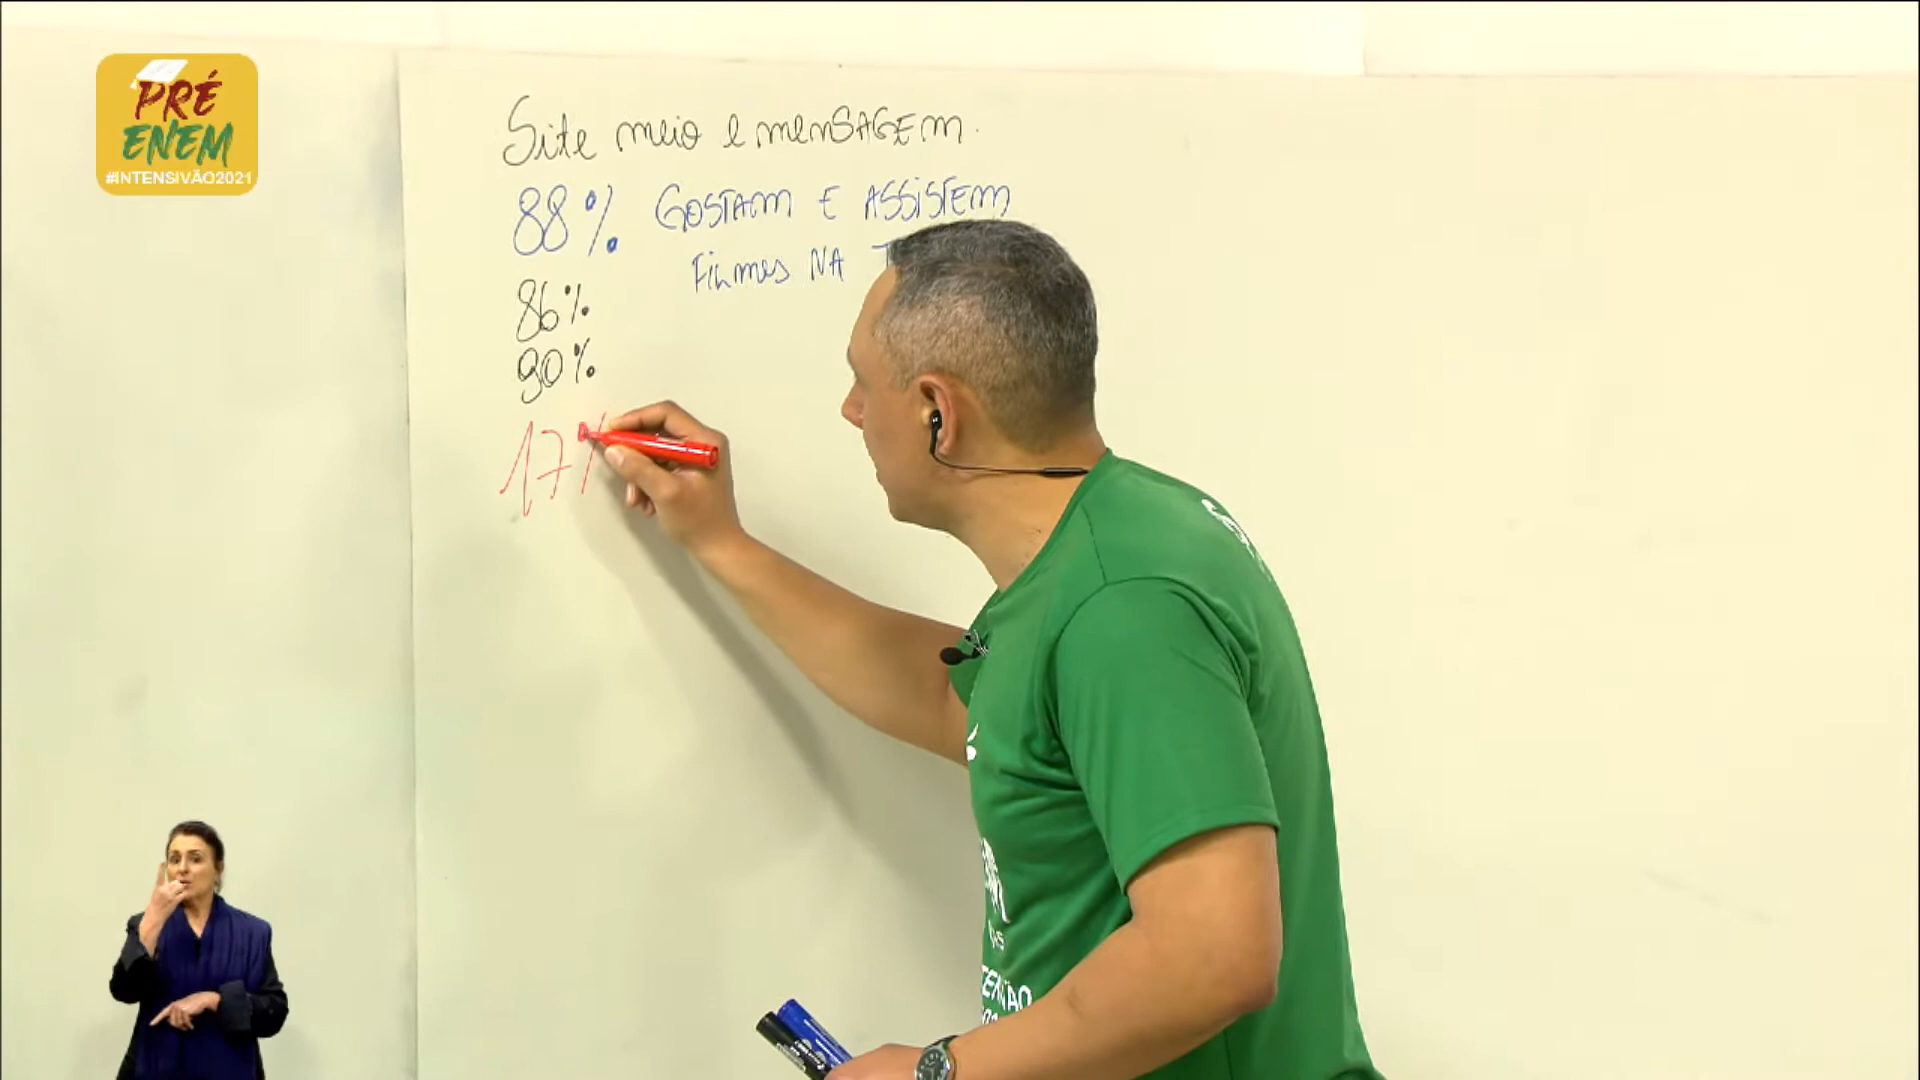 PRÉ
ENEM
#INTENSIVÃO2021
Site meio e mensagem.
88% Gostam e assistem
Filmes na
86%
90%
17%